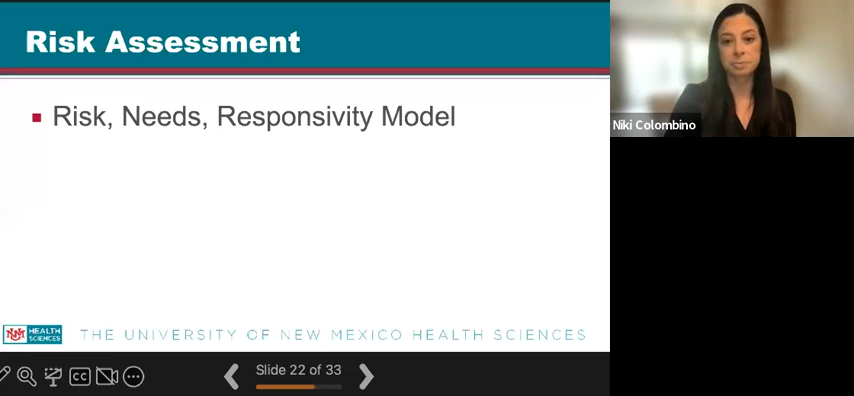 Risk Assessment
Niki Colombino
▪ Risk, Needs, Responsivity Model
UNM HEALTH
SCIENCES
THE UNIVERSITY OF NEW MEXICO HEALTH SCIENCES
CC
Slide 22 of 33